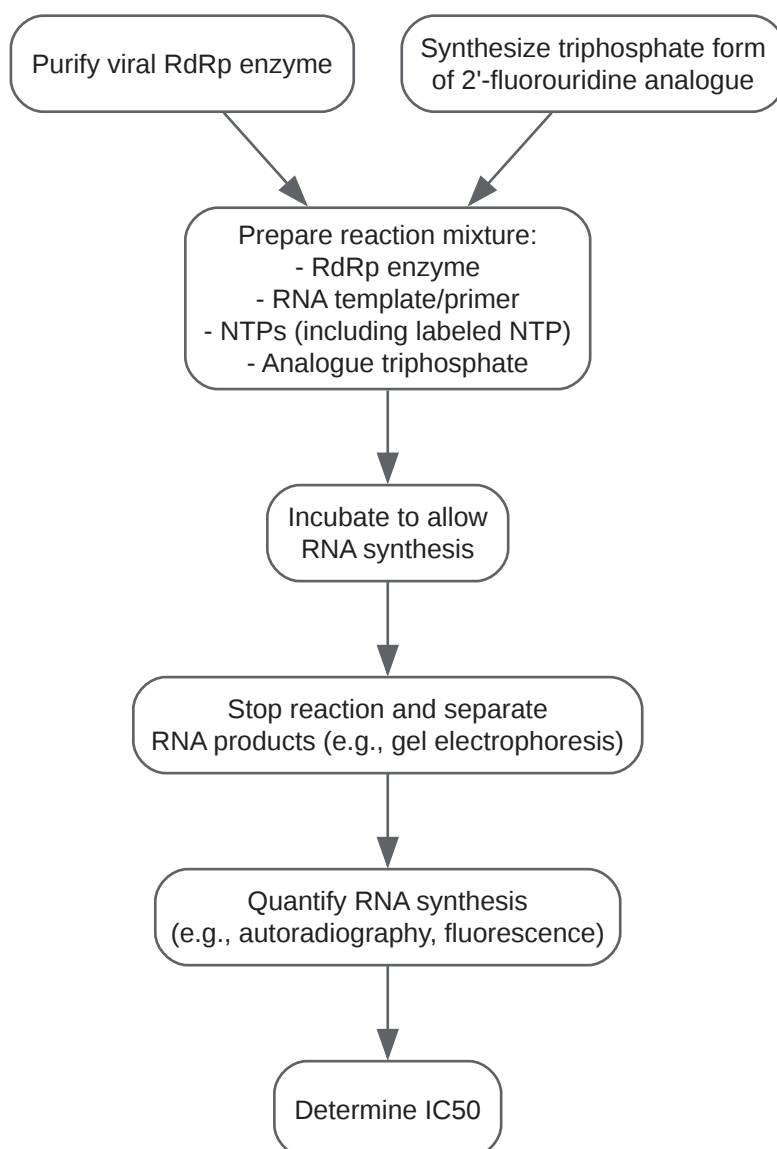 Purify viral RdRp enzyme
Synthesize triphosphate form
of 2'-fluorouridine analogue
Prepare reaction mixture:
- RdRp enzyme
- RNA template/primer
- NTPs (including labeled NTP)
- Analogue triphosphate
Incubate to allow
RNA synthesis
Stop reaction and separate
RNA products (e.g., gel electrophoresis)
Quantify RNA synthesis
(e.g., autoradiography, fluorescence)
Determine IC50